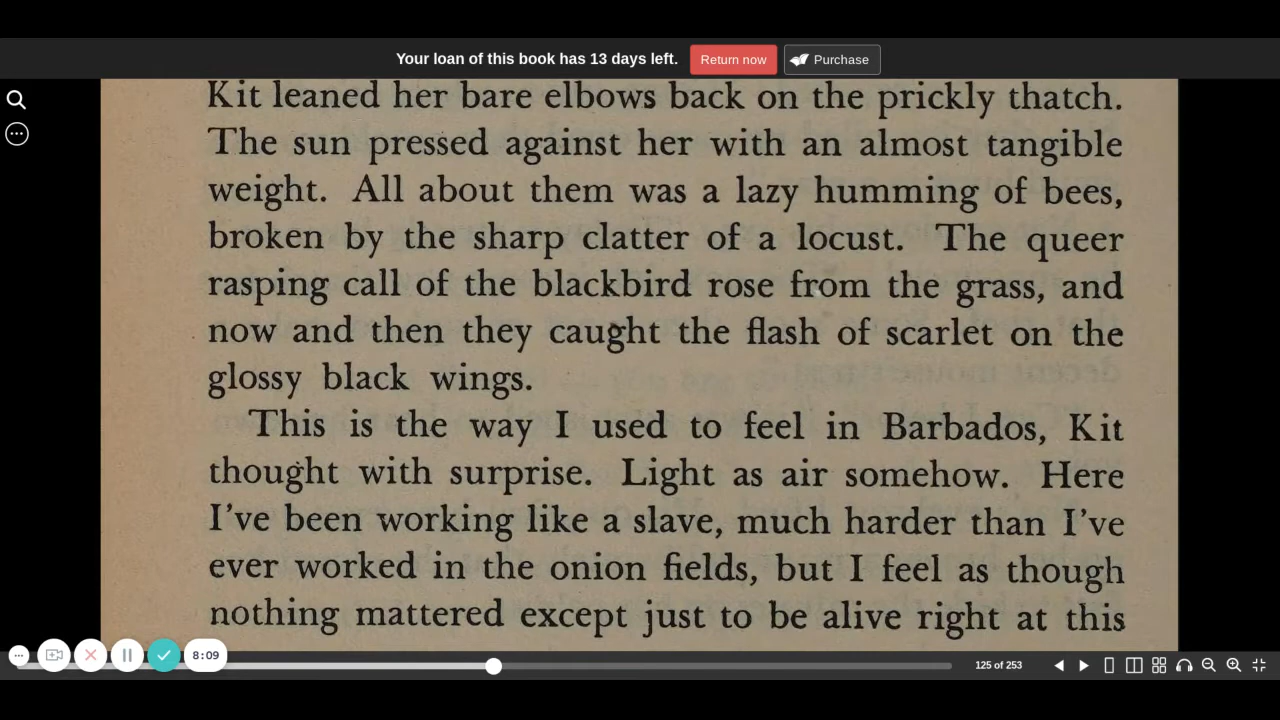 Your loan of this book has 13 days left. Return now Purchase
Kit leaned her bare elbows back on the prickly thatch.
The sun pressed against her with an almost tangible
weight. All about them was a lazy humming of bees,
broken by the sharp clatter of a locust. The queer
rasping call of the blackbird rose from the grass, and
now and then they caught the flash of scarlet on the
glossy black wings.
This is the way I used to feel in Barbados, Kit
thought with surprise. Light as air somehow. Here
I've been working like a slave, much harder than I've
ever worked in the onion fields, but I feel as though
nothing mattered except just to be alive right at this
8:09
125 of 253